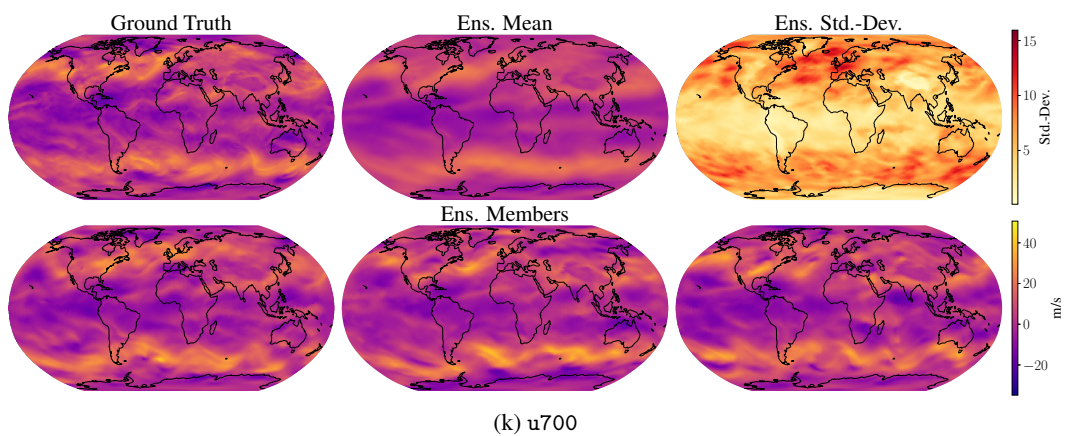 Ground Truth
Ens. Mean
Ens. Std.-Dev.
15
10
5
Std.-Dev.
Ens. Members
40
20
0
−20
m/s
(k) u700